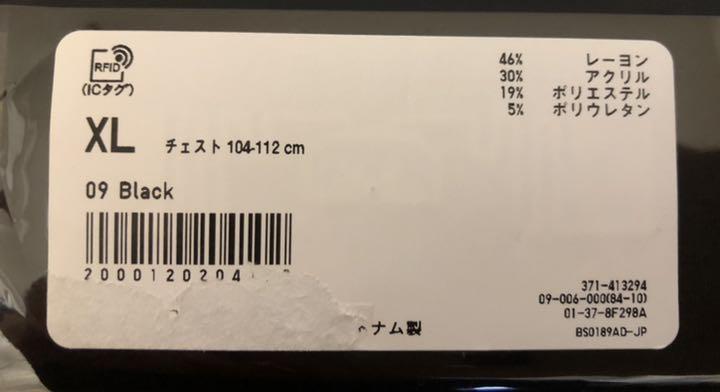 RFID
(ICタグ)
46% レーヨン
30% アクリル
19% ポリエステル
5% ポリウレタン
XL チェスト 104-112 cm
09 Black
2000120204
371-413294
09-006-000(84-10)
01-37-8F298A
ナム製
BS0189AD-JP